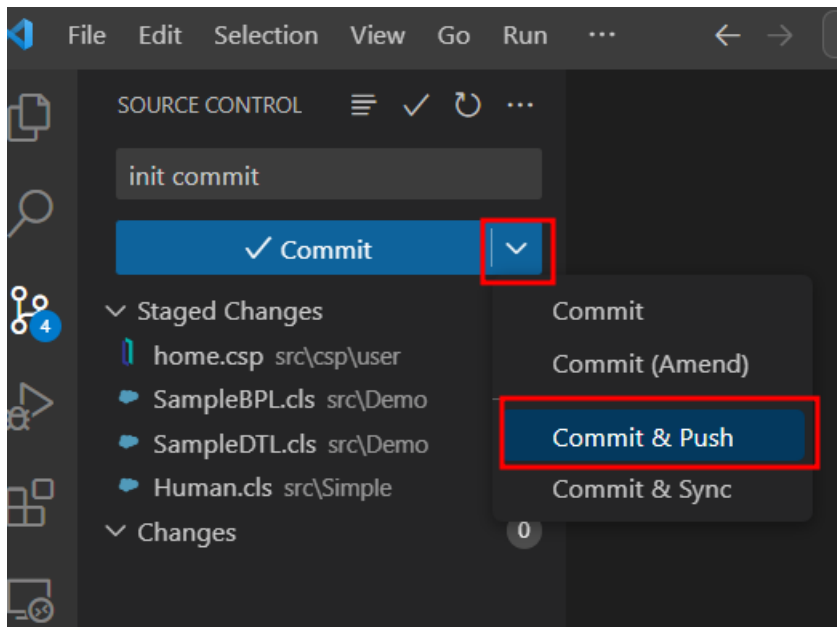 File Edit Selection View Go Run ···
SOURCE CONTROL
init commit
Commit
Staged Changes
home.csp src\csp\user
SampleBPL.cls src\Demo
SampleDTL.cls src\Demo
Human.cls src\Simple
Changes 0
4
Commit
Commit (Amend)
Commit & Push
Commit & Sync